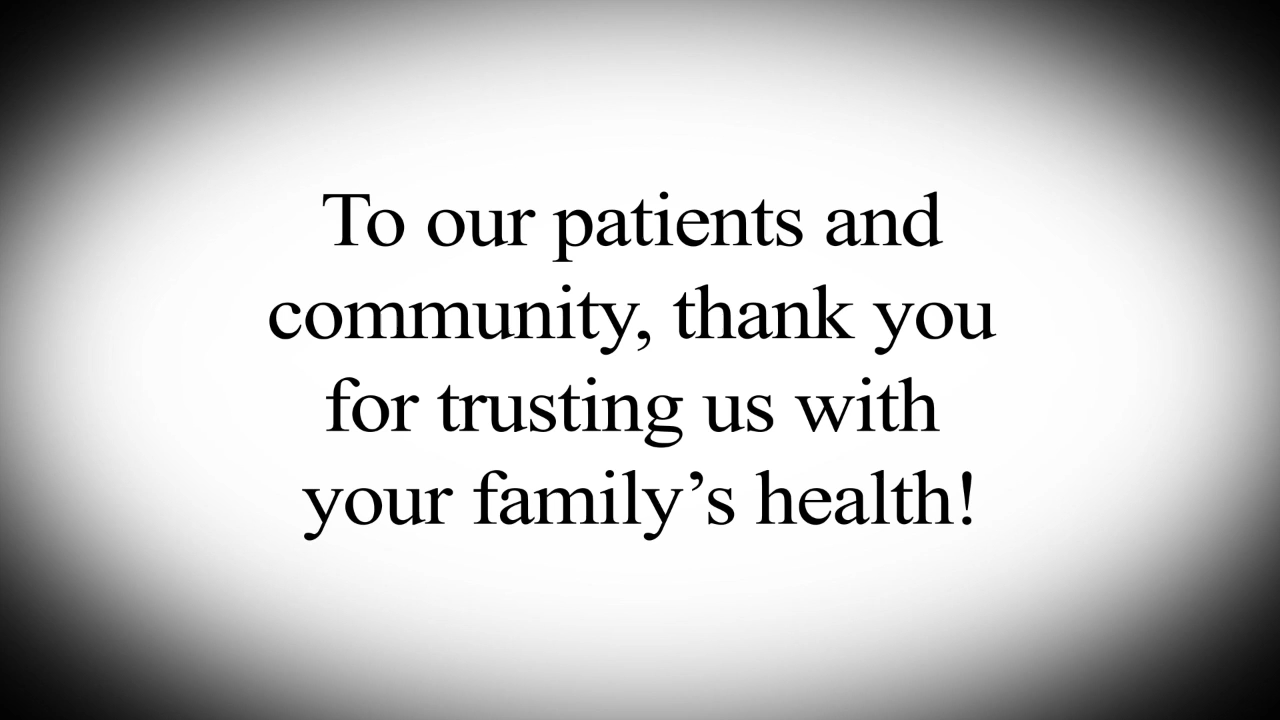 To our patients and
community, thank you
for trusting us with
your family’s health!